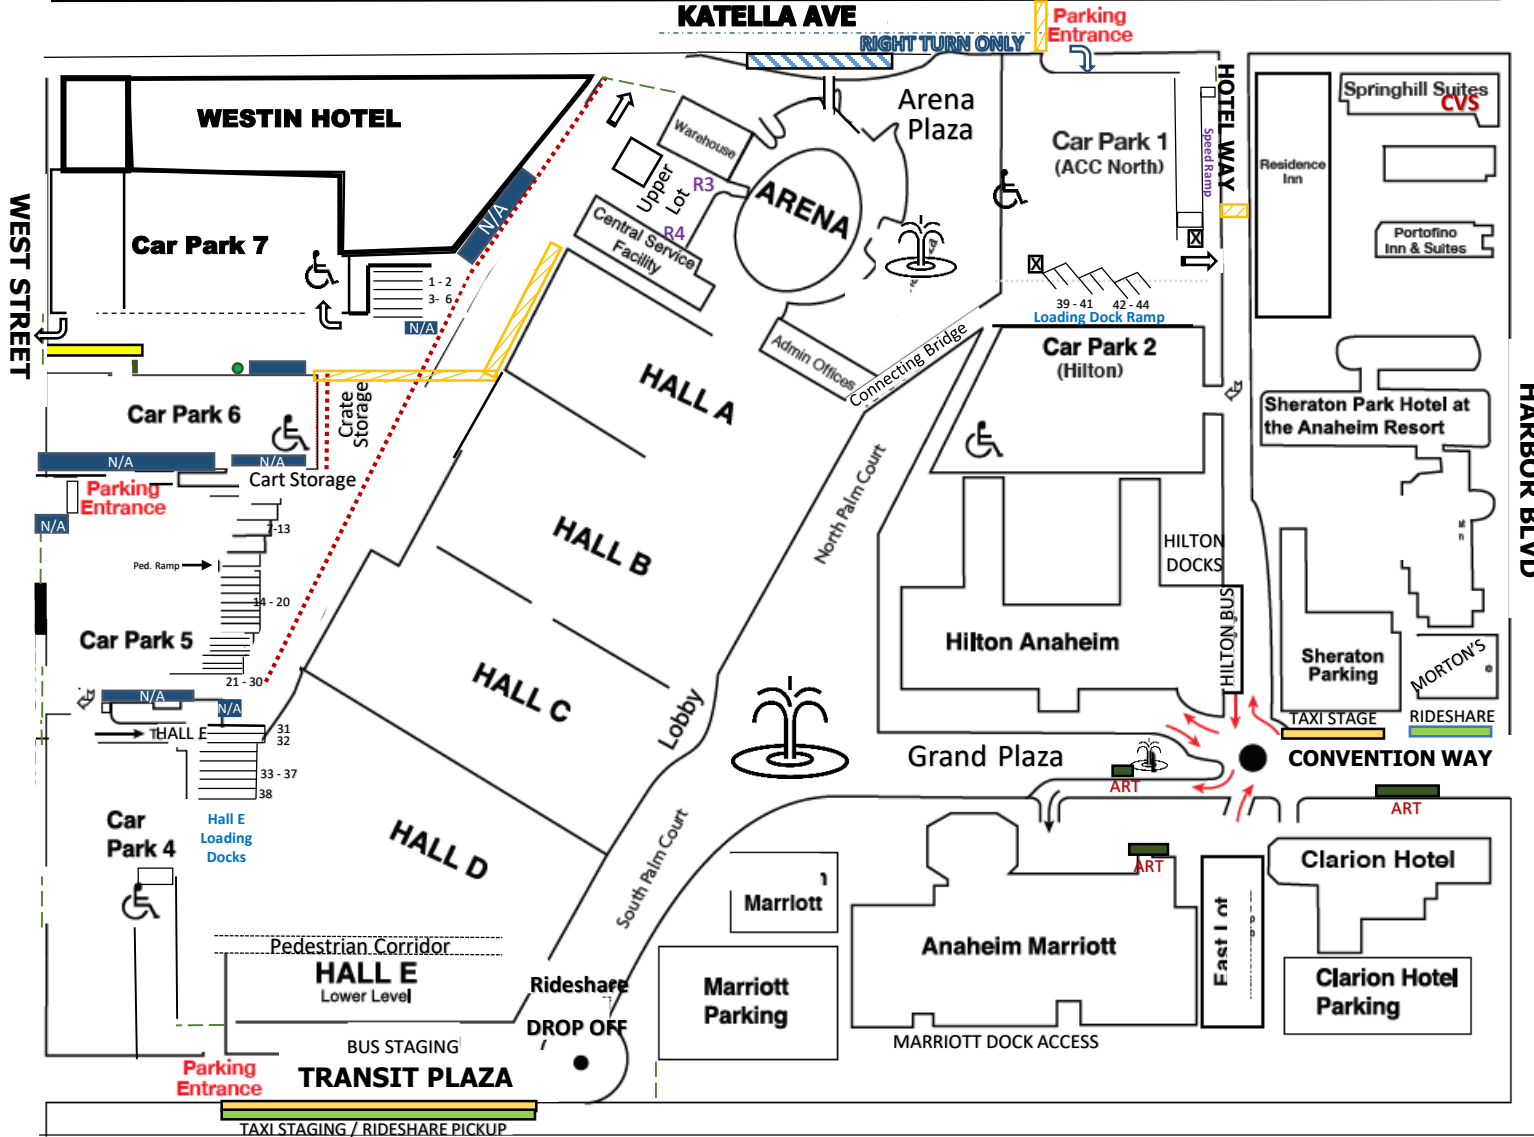 KATELLA AVE
RIGHT TURN ONLY
Parking
Entrance
WESTIN HOTEL
Warehouse
Arena
Plaza
Car Park 1
(ACC North)
HOTEL WAY
Speed Ramp
Residence
Inn
Springhill Suites
CVS
Portofino
Inn & Suites
WEST STREET
Car Park 7
N/A
Upper
Lot
R3
R4
ARENA
Central Service
Facility
1 - 2
3- 6
N/A
39 - 41
42 - 44
Loading Dock Ramp
Admin Offices
Connecting Bridge
Car Park 2
(Hilton)
Sheraton Park Hotel at
the Anaheim Resort
HARBOR BLVD
Car Park 6
Crate
Storage
HALL A
N/A
N/A
Cart Storage
Parking
Entrance
N/A
7-13
Ped. Ramp
14 - 20
HALL B
North Palm Court
HILTON
DOCKS
HILTON BUS
Car Park 5
21 - 30
Hilton Anaheim
Sheraton
Parking
MORTON'S
N/A
N/A
HALL E
31
32
33 - 37
38
HALL C
Lobby
TAXI STAGE
RIDESHARE
Grand Plaza
CONVENTION WAY
ART
ART
Car
Park 4
Hall E
Loading
Docks
HALL D
South Palm Court
ART
Marriott
Clarion Hotel
East Lot
Anaheim Marriott
Pedestrian Corridor
HALL E
Lower Level
Rideshare
DROP OFF
Marriott
Parking
Clarion Hotel
Parking
MARRIOTT DOCK ACCESS
BUS STAGING
Parking
Entrance
TRANSIT PLAZA
TAXI STAGING / RIDESHARE PICKUP